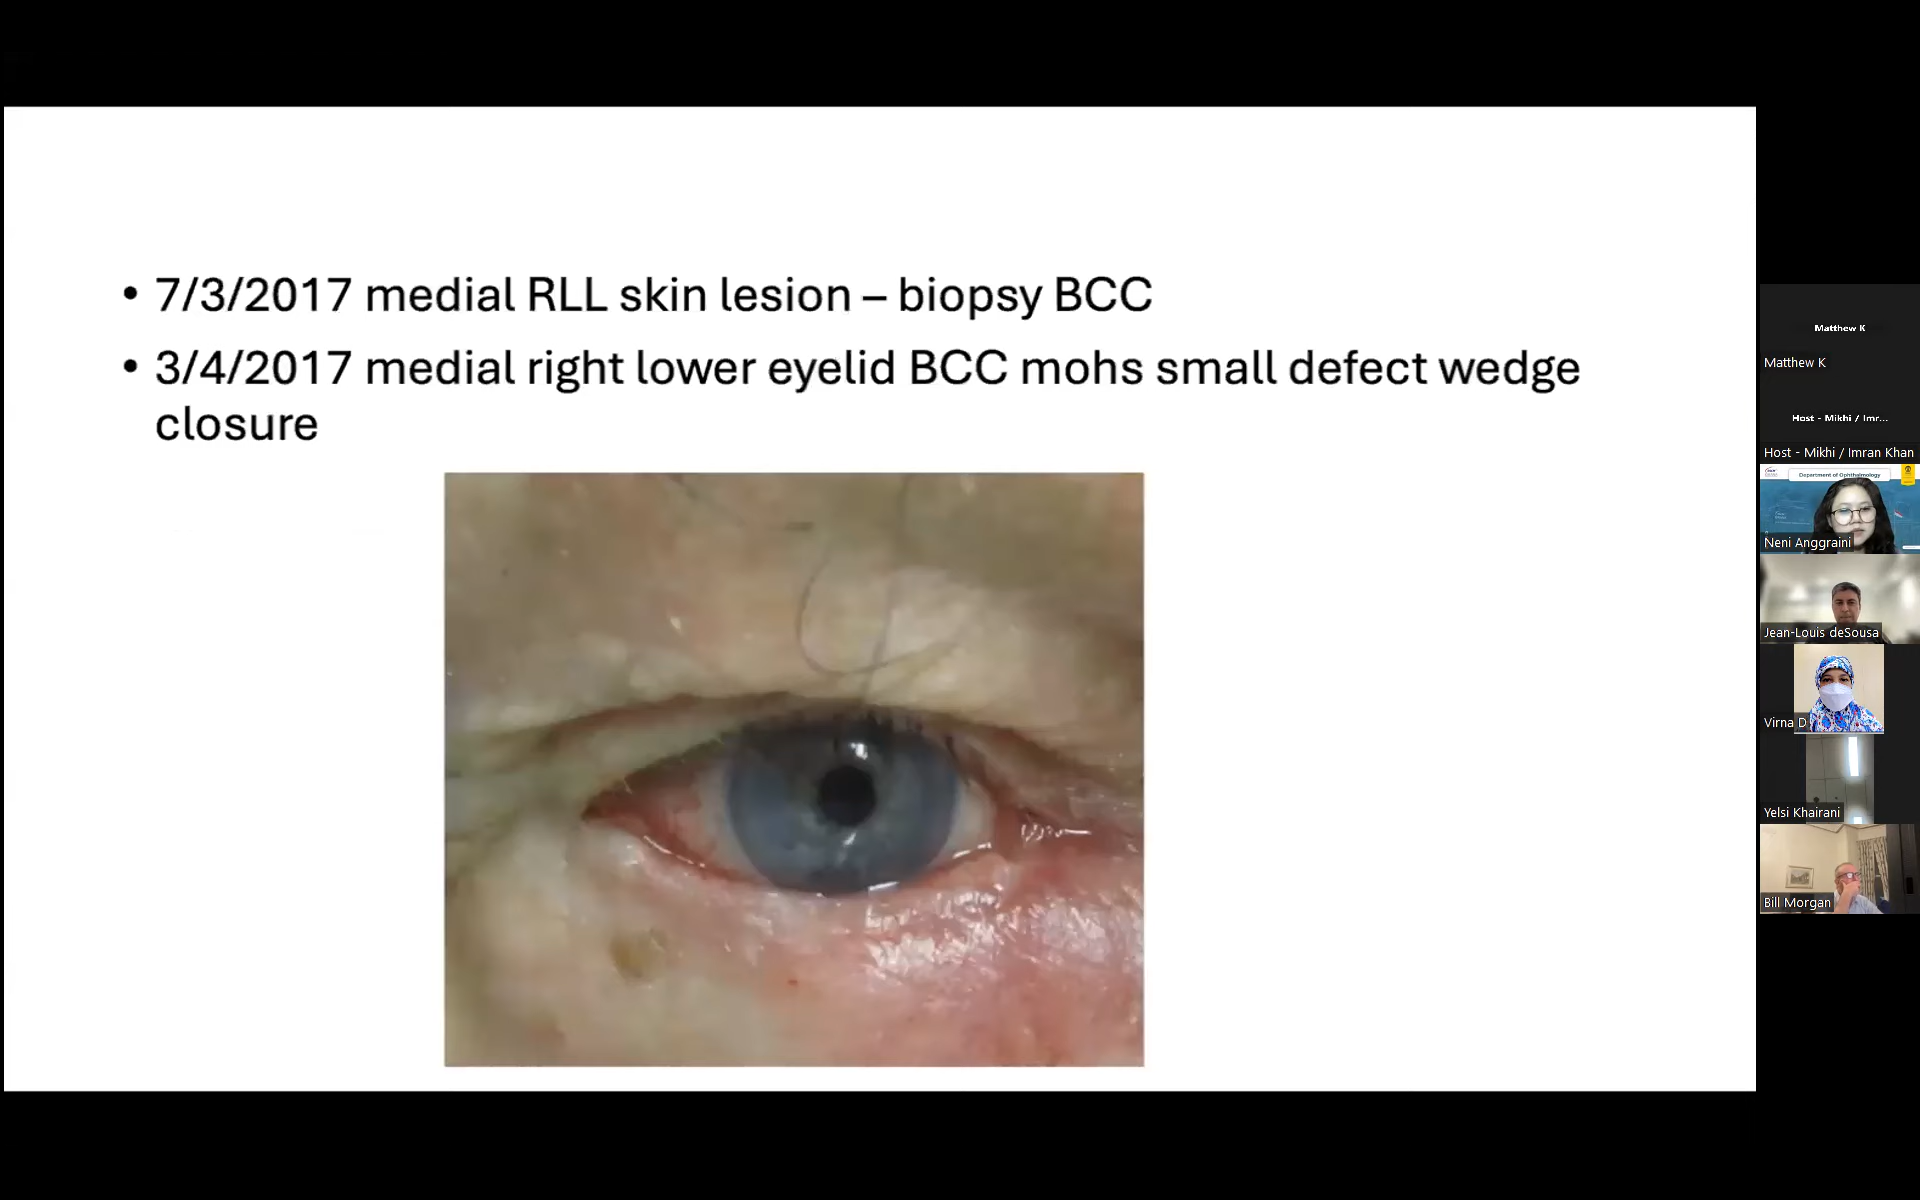 • 7/3/2017 medial RLL skin lesion – biopsy BCC
• 3/4/2017 medial right lower eyelid BCC mohs small defect wedge
closure
Matthew K
Matthew K
Host - Mikhi / Imr...
Host - Mikhi / Imran Khan
Department of Ophthalmology
Neni Anggraini
Jean-Louis deSousa
Virna D
Yelsi Khairani
Bill Morgan